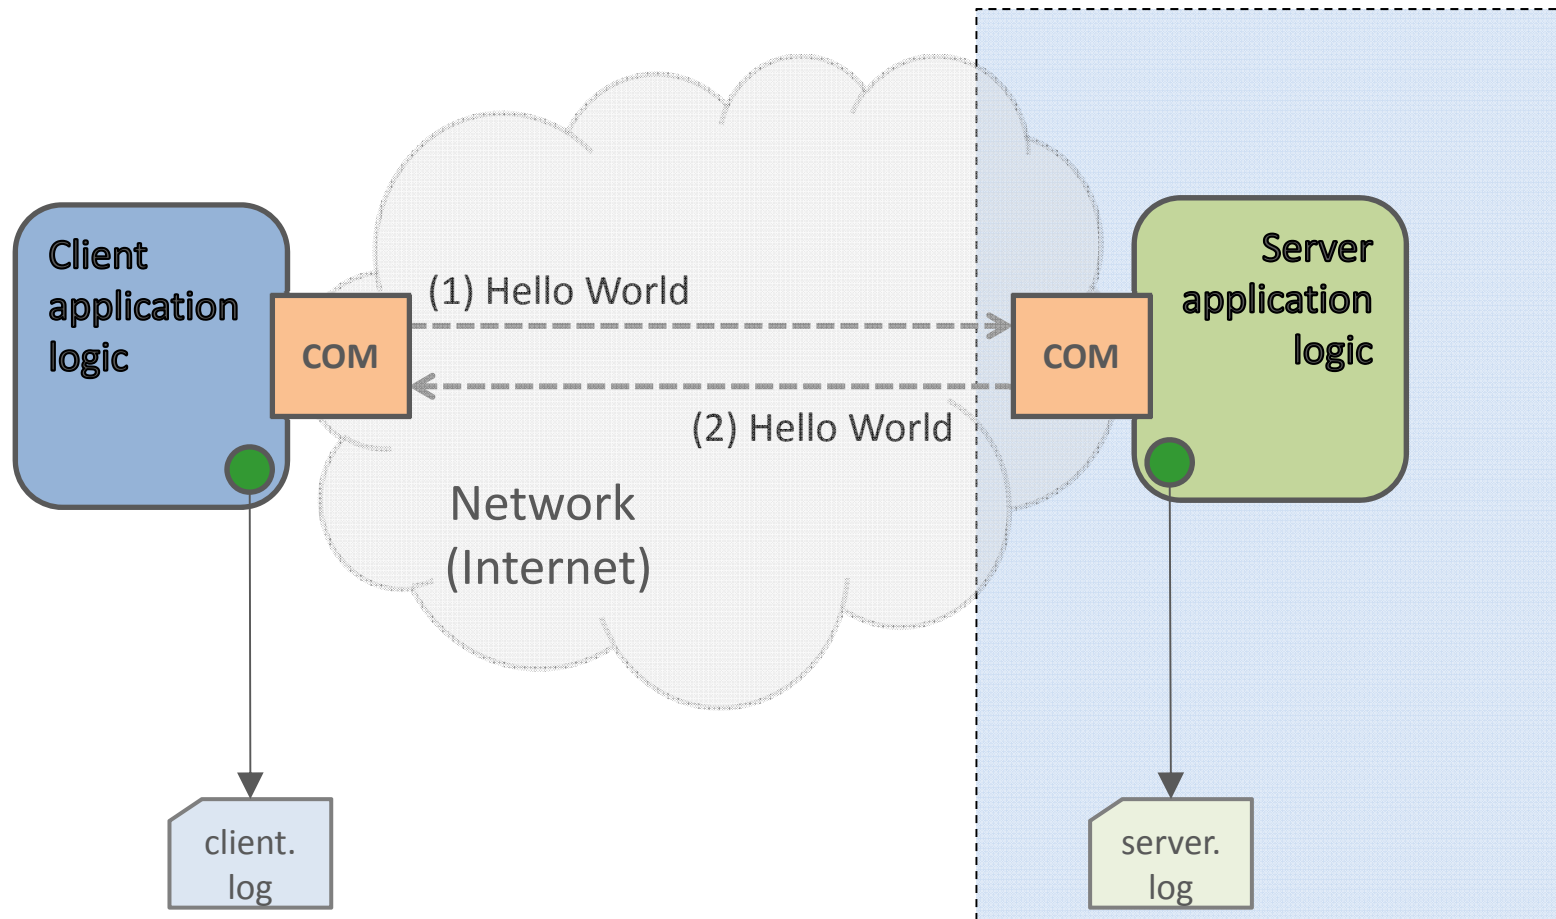 Client
application
logic
COM
(1) Hello World
(2) Hello World
Network
(Internet)
COM
Server
application
logic
client.
log
server.
log